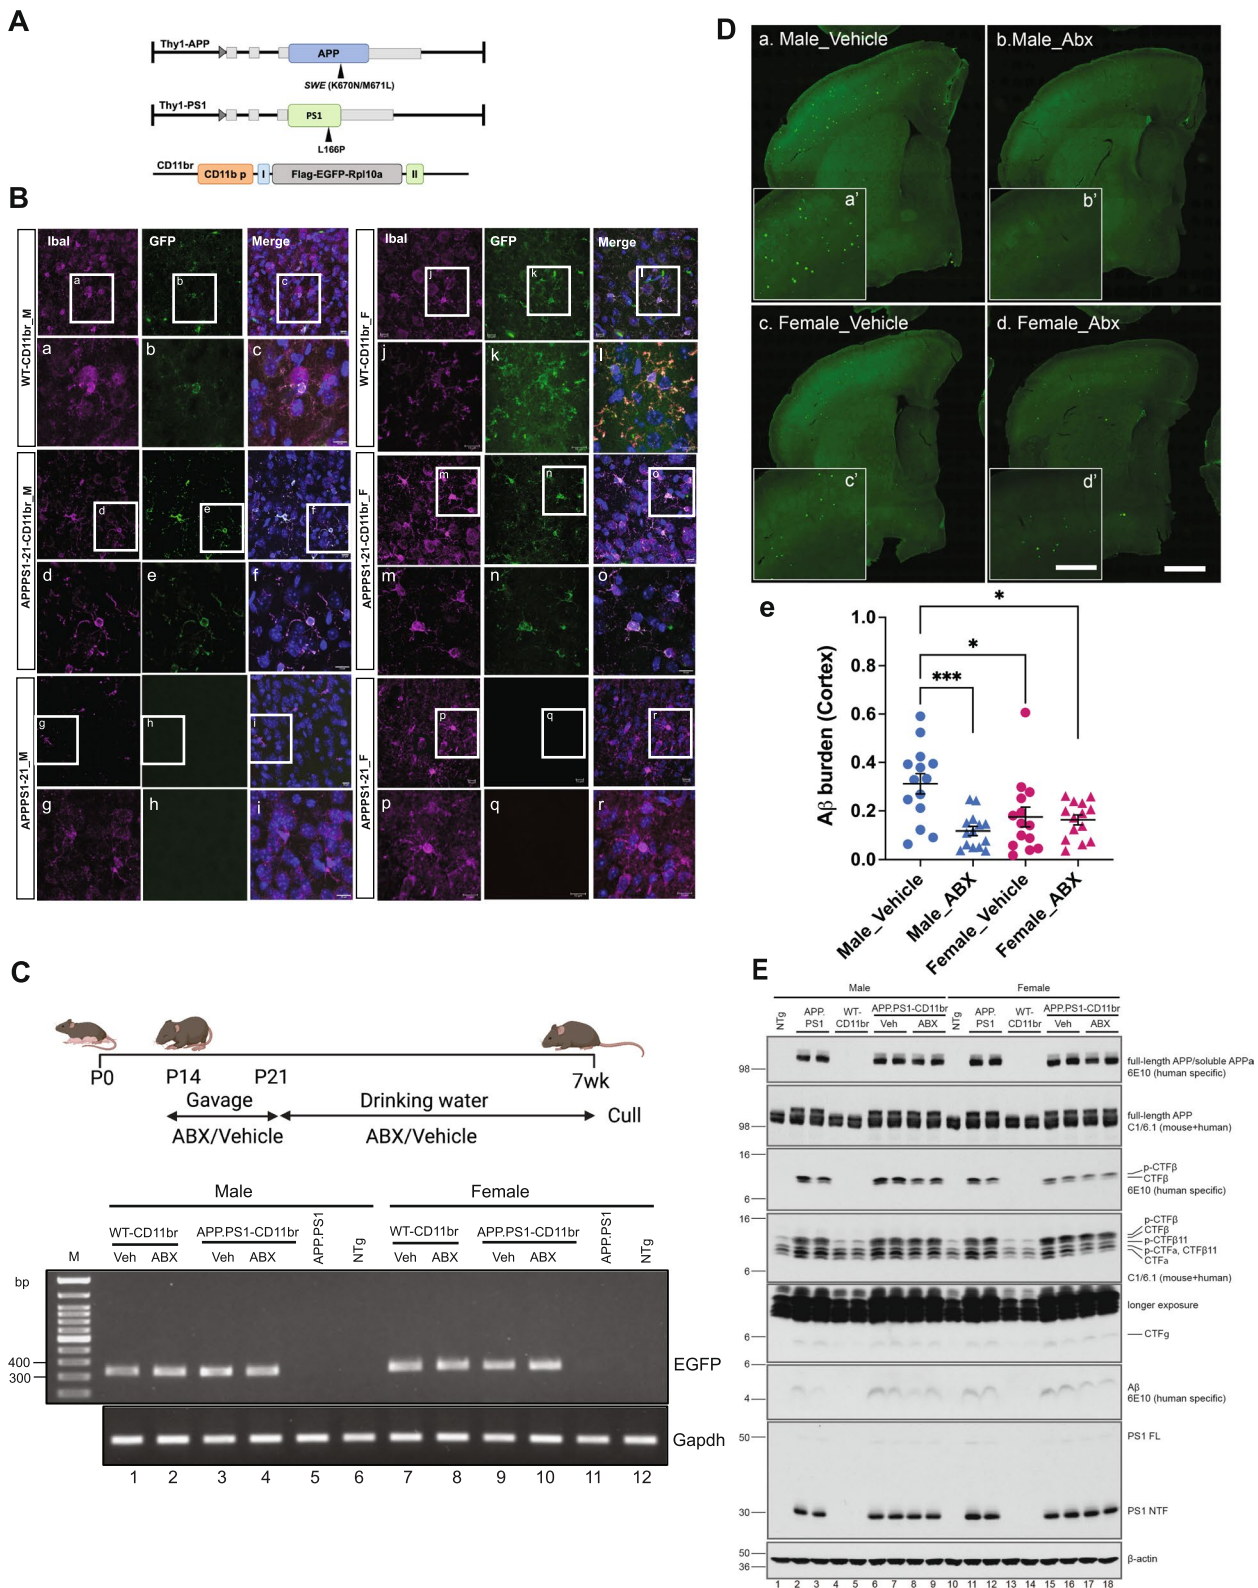 A
Thy1-APP
APP
SWE (K670N/M671L)
Thy1-PS1
PS1
L166P
CD11br
CD11b p
I
Flag-EGFP-Rpl10a
II
B
WT-CD11br_M
Ibal
GFP
Merge
a
b
c
a
b
c
WT-CD11br_F
Ibal
GFP
Merge
j
k
l
j
k
l
APPPS1-21-CD11br_M
d
e
f
d
e
f
APPPS1-21-CD11br_F
m
n
o
m
n
o
APPPS1-21_M
g
h
i
g
h
i
APPPS1-21_F
p
q
r
p
q
r
C
P0
P14
P21
7wk
Gavage
Drinking water
Cull
ABX/Vehicle
ABX/Vehicle
Male
Female
WT-CD11br
APP.PS1-CD11br
APP.PS1
NTg
WT-CD11br
APP.PS1-CD11br
APP.PS1
NTg
M
Veh
ABX
Veh
ABX
Veh
ABX
Veh
ABX
bp
400
300
EGFP
Gapdh
1 2 3 4 5 6 7 8 9 10 11 12
D
a. Male_Vehicle
a'
b.Male_Abx
b'
c. Female_Vehicle
c'
d. Female_Abx
d'
e
Aβ burden (Cortex)
1.0
0.8
0.6
0.4
0.2
0.0
*
*
***
Male_Vehicle
Male_ABX
Female_Vehicle
Female_ABX
E
Male
Female
NTg
APP.
PS1
WT-
CD11br
APP.PS1-CD11br
Veh
ABX
NTg
APP.
PS1
WT-
CD11br
APP.PS1-CD11br
Veh
ABX
98
full-length APP/soluble APPa
6E10 (human specific)
98
full-length APP
C1/6.1 (mouse+human)
16
6
p-CTFβ
CTFβ
6E10 (human specific)
16
6
p-CTFβ
CTFβ
p-CTFβ11
p-CTFa, CTFβ11
CTFa
C1/6.1 (mouse+human)
longer exposure
6
CTFg
6
4
Aβ
6E10 (human specific)
50
PS1 FL
30
PS1 NTF
50
36
β-actin
1 2 3 4 5 6 7 8 9 10 11 12 13 14 15 16 17 18